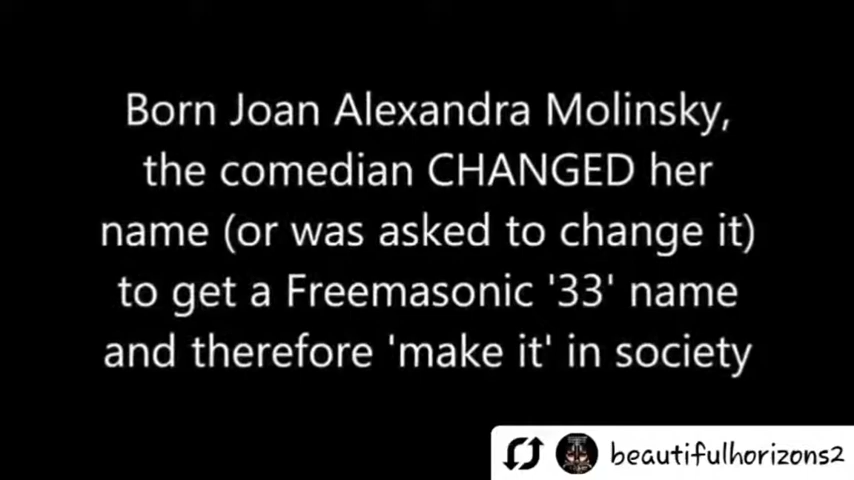 Born Joan Alexandra Molinsky,
the comedian CHANGED her
name (or was asked to change it)
to get a Freemasonic '33' name
and therefore 'make it' in society
beautifulhorizons2